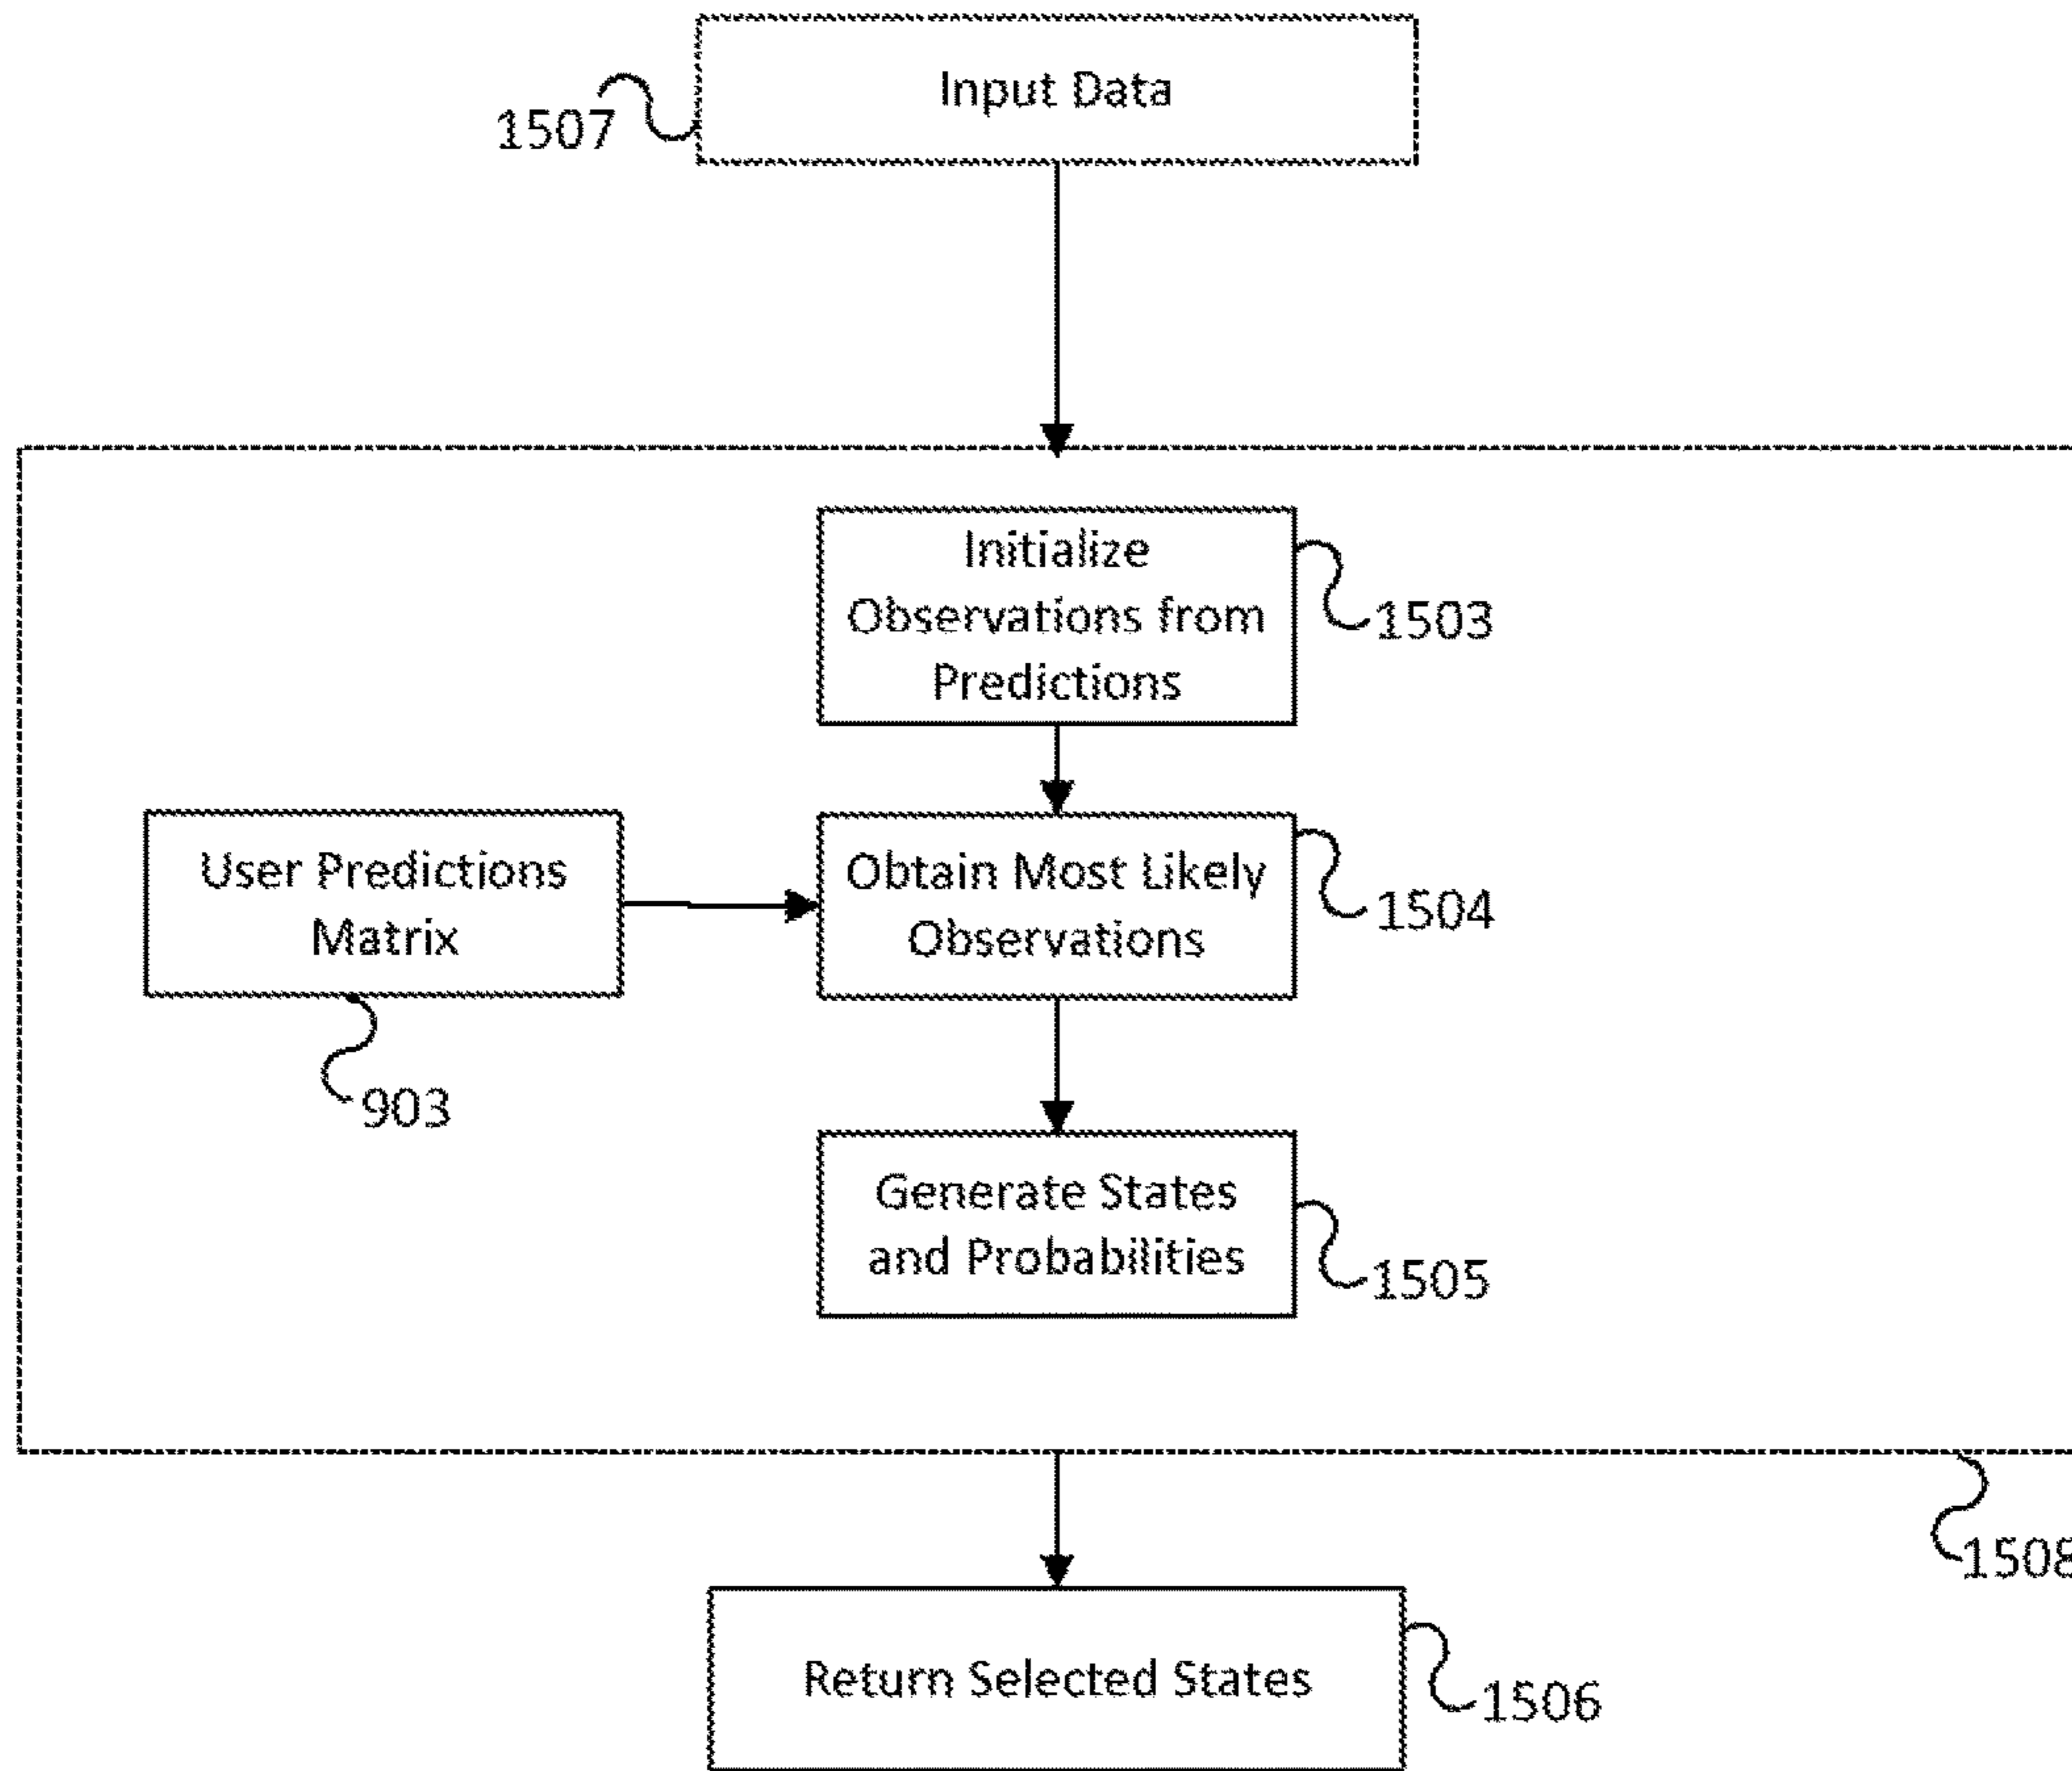 Input Data
1507
Initialize
Observations from
Predictions
1503
User Predictions
Matrix
903
Obtain Most Likely
Observations
1504
Generate States
and Probabilities
1505
1508
Return Selected States
1506